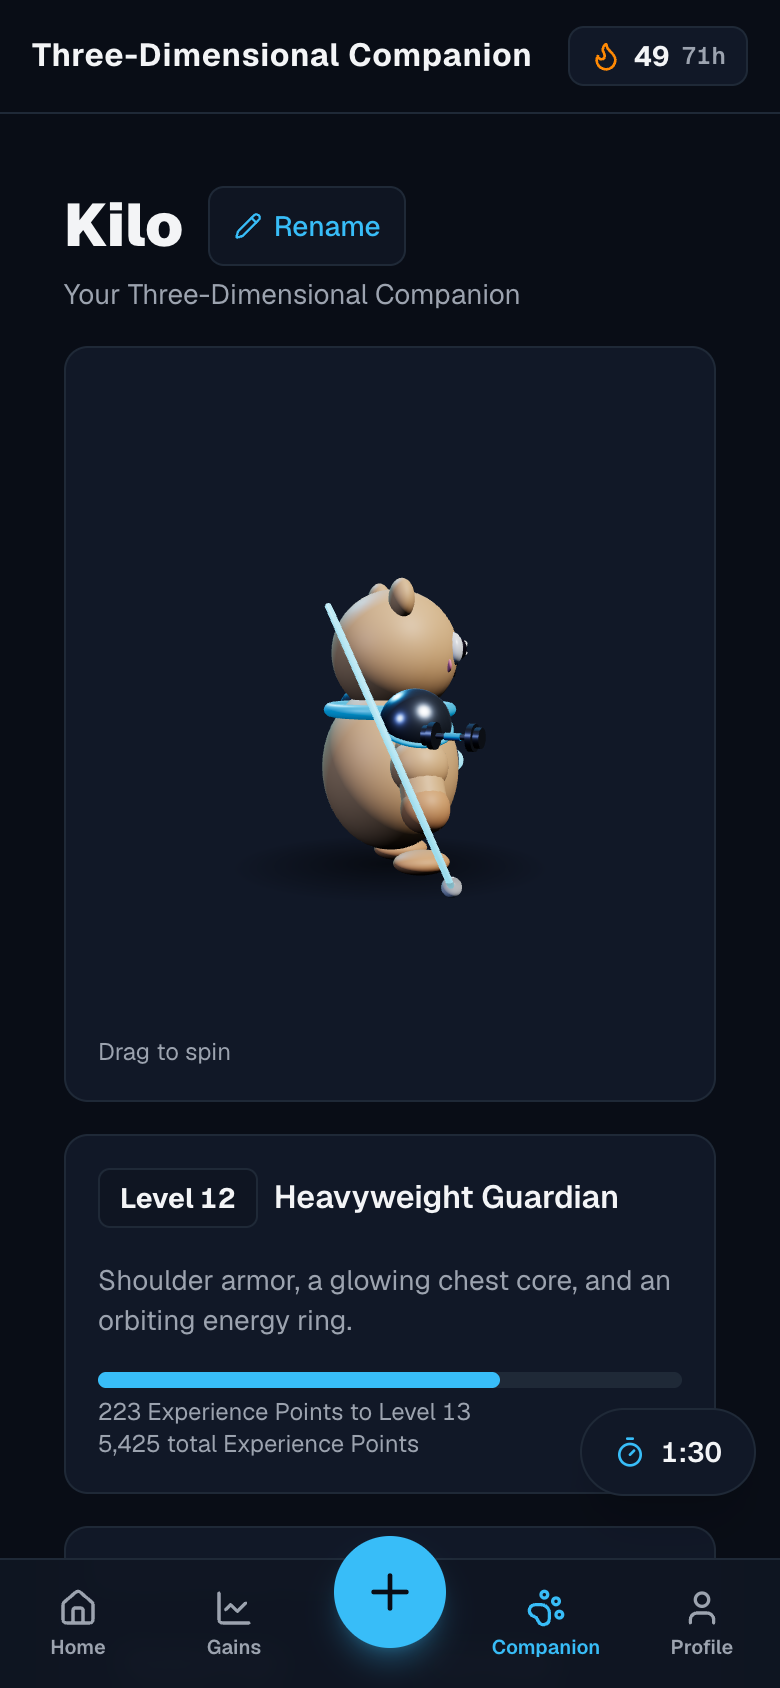 Three-Dimensional Companion
49 71h
Kilo
Rename
Your Three-Dimensional Companion
Drag to spin
Level 12
Heavyweight Guardian
Shoulder armor, a glowing chest core, and an
orbiting energy ring.
223 Experience Points to Level 13
5,425 total Experience Points
1:30
Home
Gains
Companion
Profile